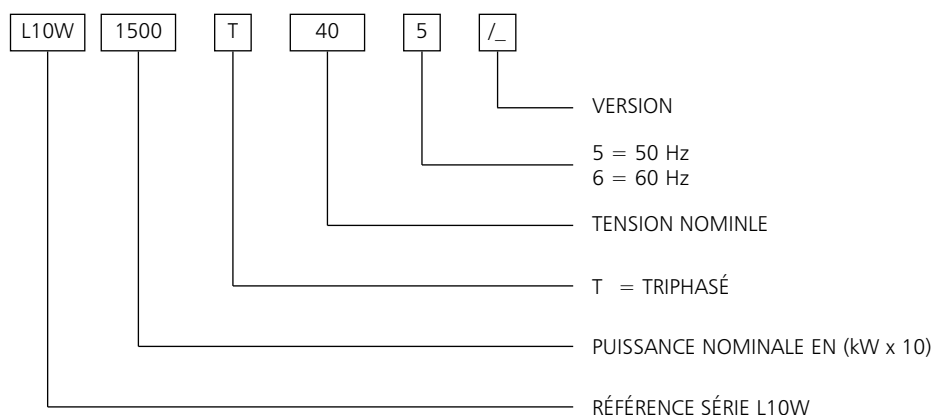 L10W 1500 T 40 5 /_
VERSION
5 = 50 Hz
6 = 60 Hz
TENSION NOMINLE
T = TRIPHASÉ
PUISSANCE NOMINALE EN (kW x 10)
RÉFÉRENCE SÉRIE L10W